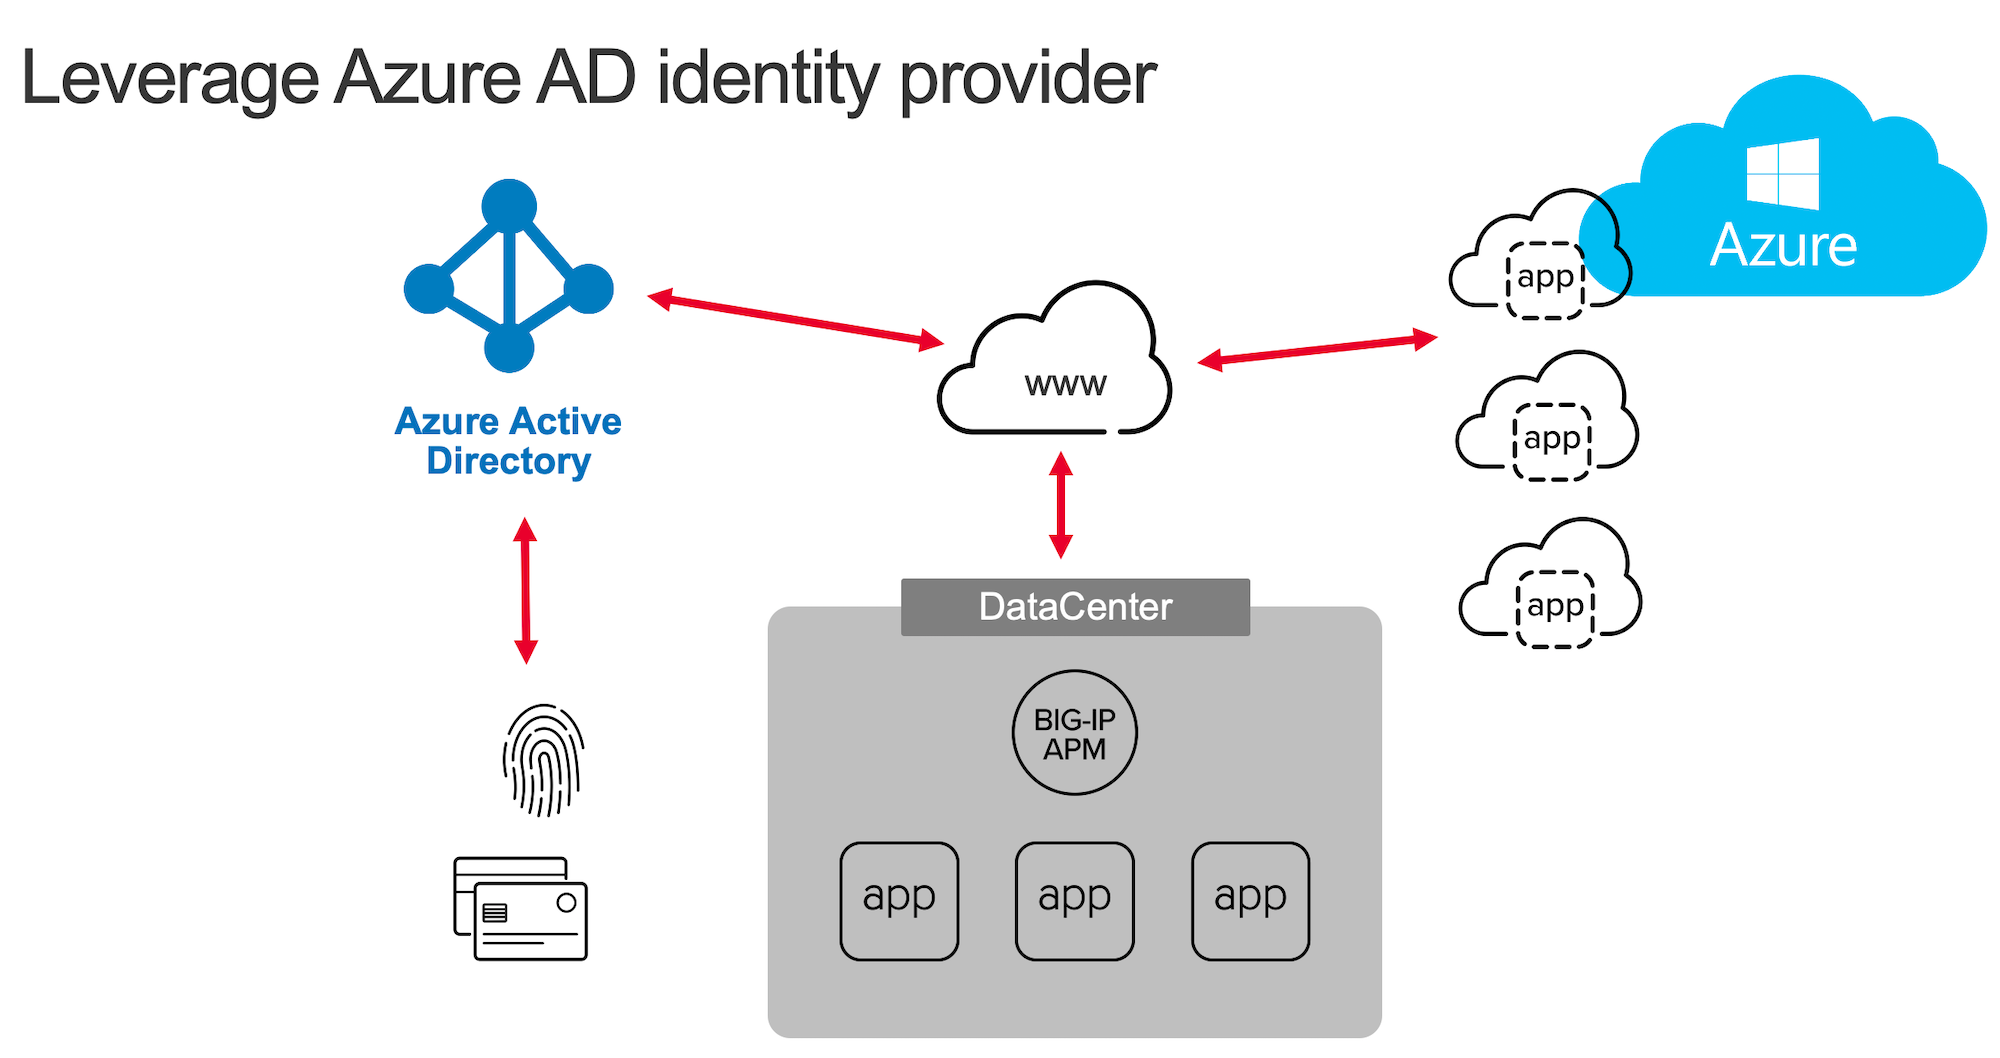 Leverage Azure AD identity provider
Azure
app
www
Azure Active
Directory
app
app
DataCenter
BIG-IP
APM
app
app
app